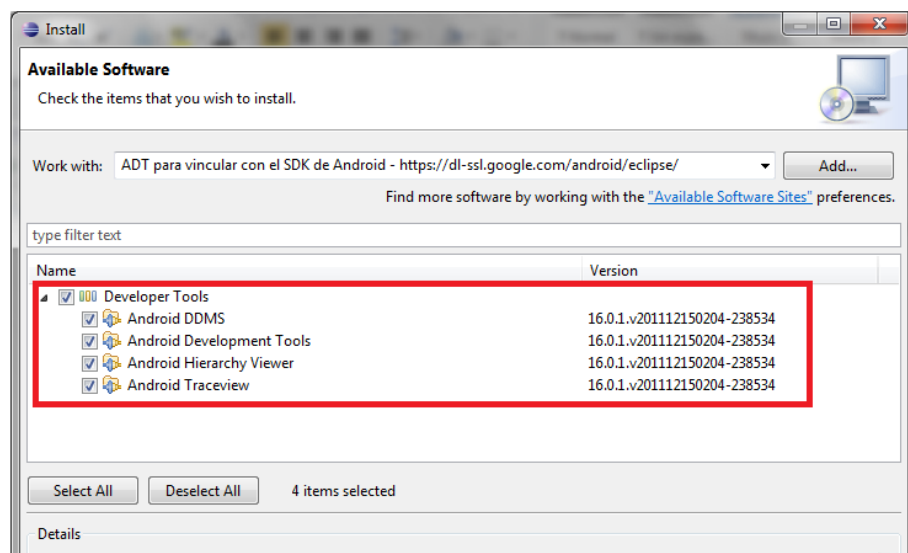 Install
Available Software
Check the items that you wish to install.
Work with: ADT para vincular con el SDK de Android - https://dl-ssl.google.com/android/eclipse/ Add...
Find more software by working with the "Available Software Sites" preferences.
type filter text
Name Version
Developer Tools
Android DDMS 16.0.1.v201112150204-238534
Android Development Tools 16.0.1.v201112150204-238534
Android Hierarchy Viewer 16.0.1.v201112150204-238534
Android Traceview 16.0.1.v201112150204-238534
Select All Deselect All 4 items selected
Details